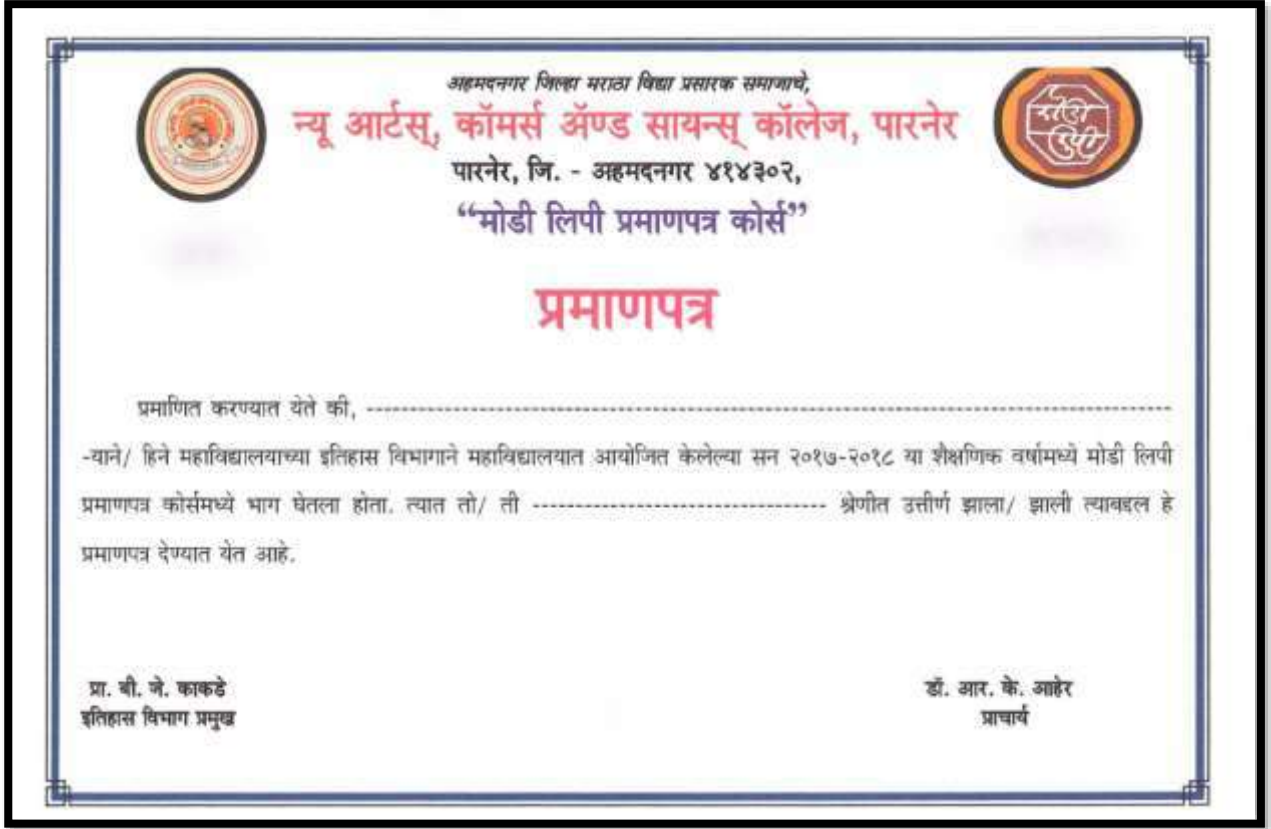 अहमदनगर जिल्हा मराठा विद्या प्रसारक समाजाचे,
न्यू आर्टस्, कॉमर्स ॲण्ड सायन्स् कॉलेज, पारनेर
पारनेर, जि. - अहमदनगर ४१४३०२,
“मोडी लिपी प्रमाणपत्र कोर्स”
प्रमाणपत्र
प्रमाणित करण्यात येते की, --------------------------------------------------------------------------------------------
-याने/ हिने महाविद्यालयाच्या इतिहास विभागाने महाविद्यालयात आयोजित केलेल्या सन २०१७-२०१८ या शैक्षणिक वर्षामध्ये मोडी लिपी
प्रमाणपत्र कोर्समध्ये भाग घेतला होता. त्यात तो/ ती ---------------------------------- श्रेणीत उत्तीर्ण झाला/ झाली त्याबद्दल हे
प्रमाणपत्र देण्यात येत आहे.
प्रा. बी. जे. काकडे
इतिहास विभाग प्रमुख
डॉ. आर. के. आहेर
प्राचार्य